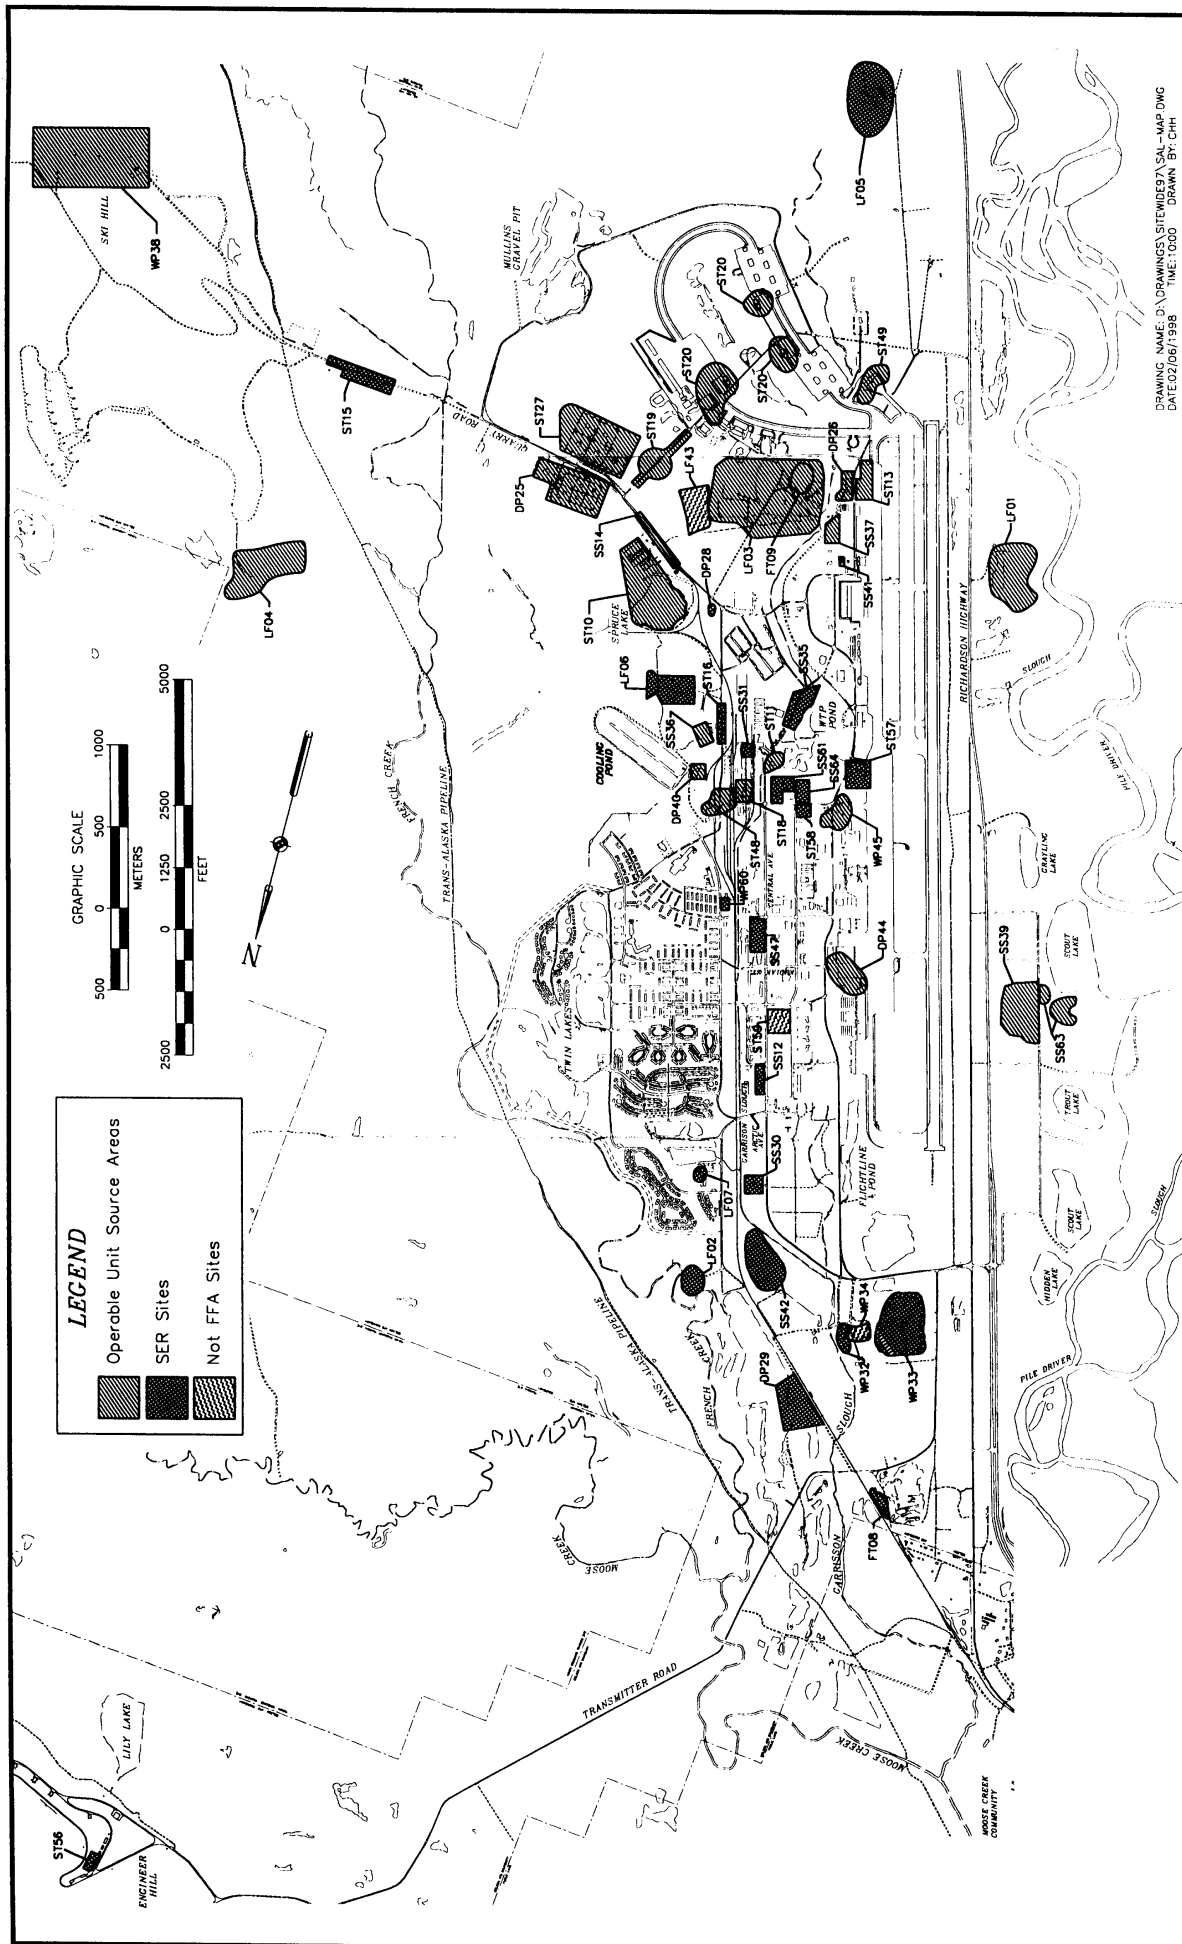 LEGEND
Operable Unit Source Areas
SER Sites
Not FFA Sites
GRAPHIC SCALE
500
0
500
1000
METERS
2500
0
1250
2500
5000
FEET
N
SKI HILL
WP38
ST15
QUARRY ROAD
MULLINS
GRAVEL PIT
ST27
DP25
ST19
ST20
ST20
ST20
LF05
ST49
LF43
SS14
DP26
ST13
SS37
SS41
LF03
FT09
DP28
ST10
SPRUCE
LAKE
LF04
LF06
ST16
SS36
SS31
SS35
ST11
WTP
POND
COOLING
POND
DP40
SS61
SS64
ST57
ST18
ST58
ST48
WP45
WP60
CENTRAL AVE
SS47
DP44
TWIN LAKES
SS12
GARRISON
SLOUGH
ARCTIC
AVE
SS30
LF07
LF02
SS42
FLIGHTLINE
POND
WP32
WP34
WP33
DP29
FT08
FRENCH CREEK
TRANS-ALASKA PIPELINE
TRANS-ALASKA PIPELINE
FRENCH
CREEK
SLOUGH
GARRISON
MOOSE
CREEK
TRANSMITTER ROAD
MOOSE CREEK
MOOSE CREEK
COMMUNITY
LILY LAKE
ST56
ENGINEER
HILL
RICHARDSON HIGHWAY
LF01
SLOUGH
PILE DRIVER
GRAYLING
LAKE
SCOUT
LAKE
SS39
SS63
TROUT
LAKE
SCOUT
LAKE
HIDDEN
LAKE
SLOUGH
PILE DRIVER
DRAWING NAME: D:\DRAWINGS\SITEWIDE97\SAL-MAP.DWG
DATE:02/06/1998 TIME:10:00 DRAWN BY: CHH